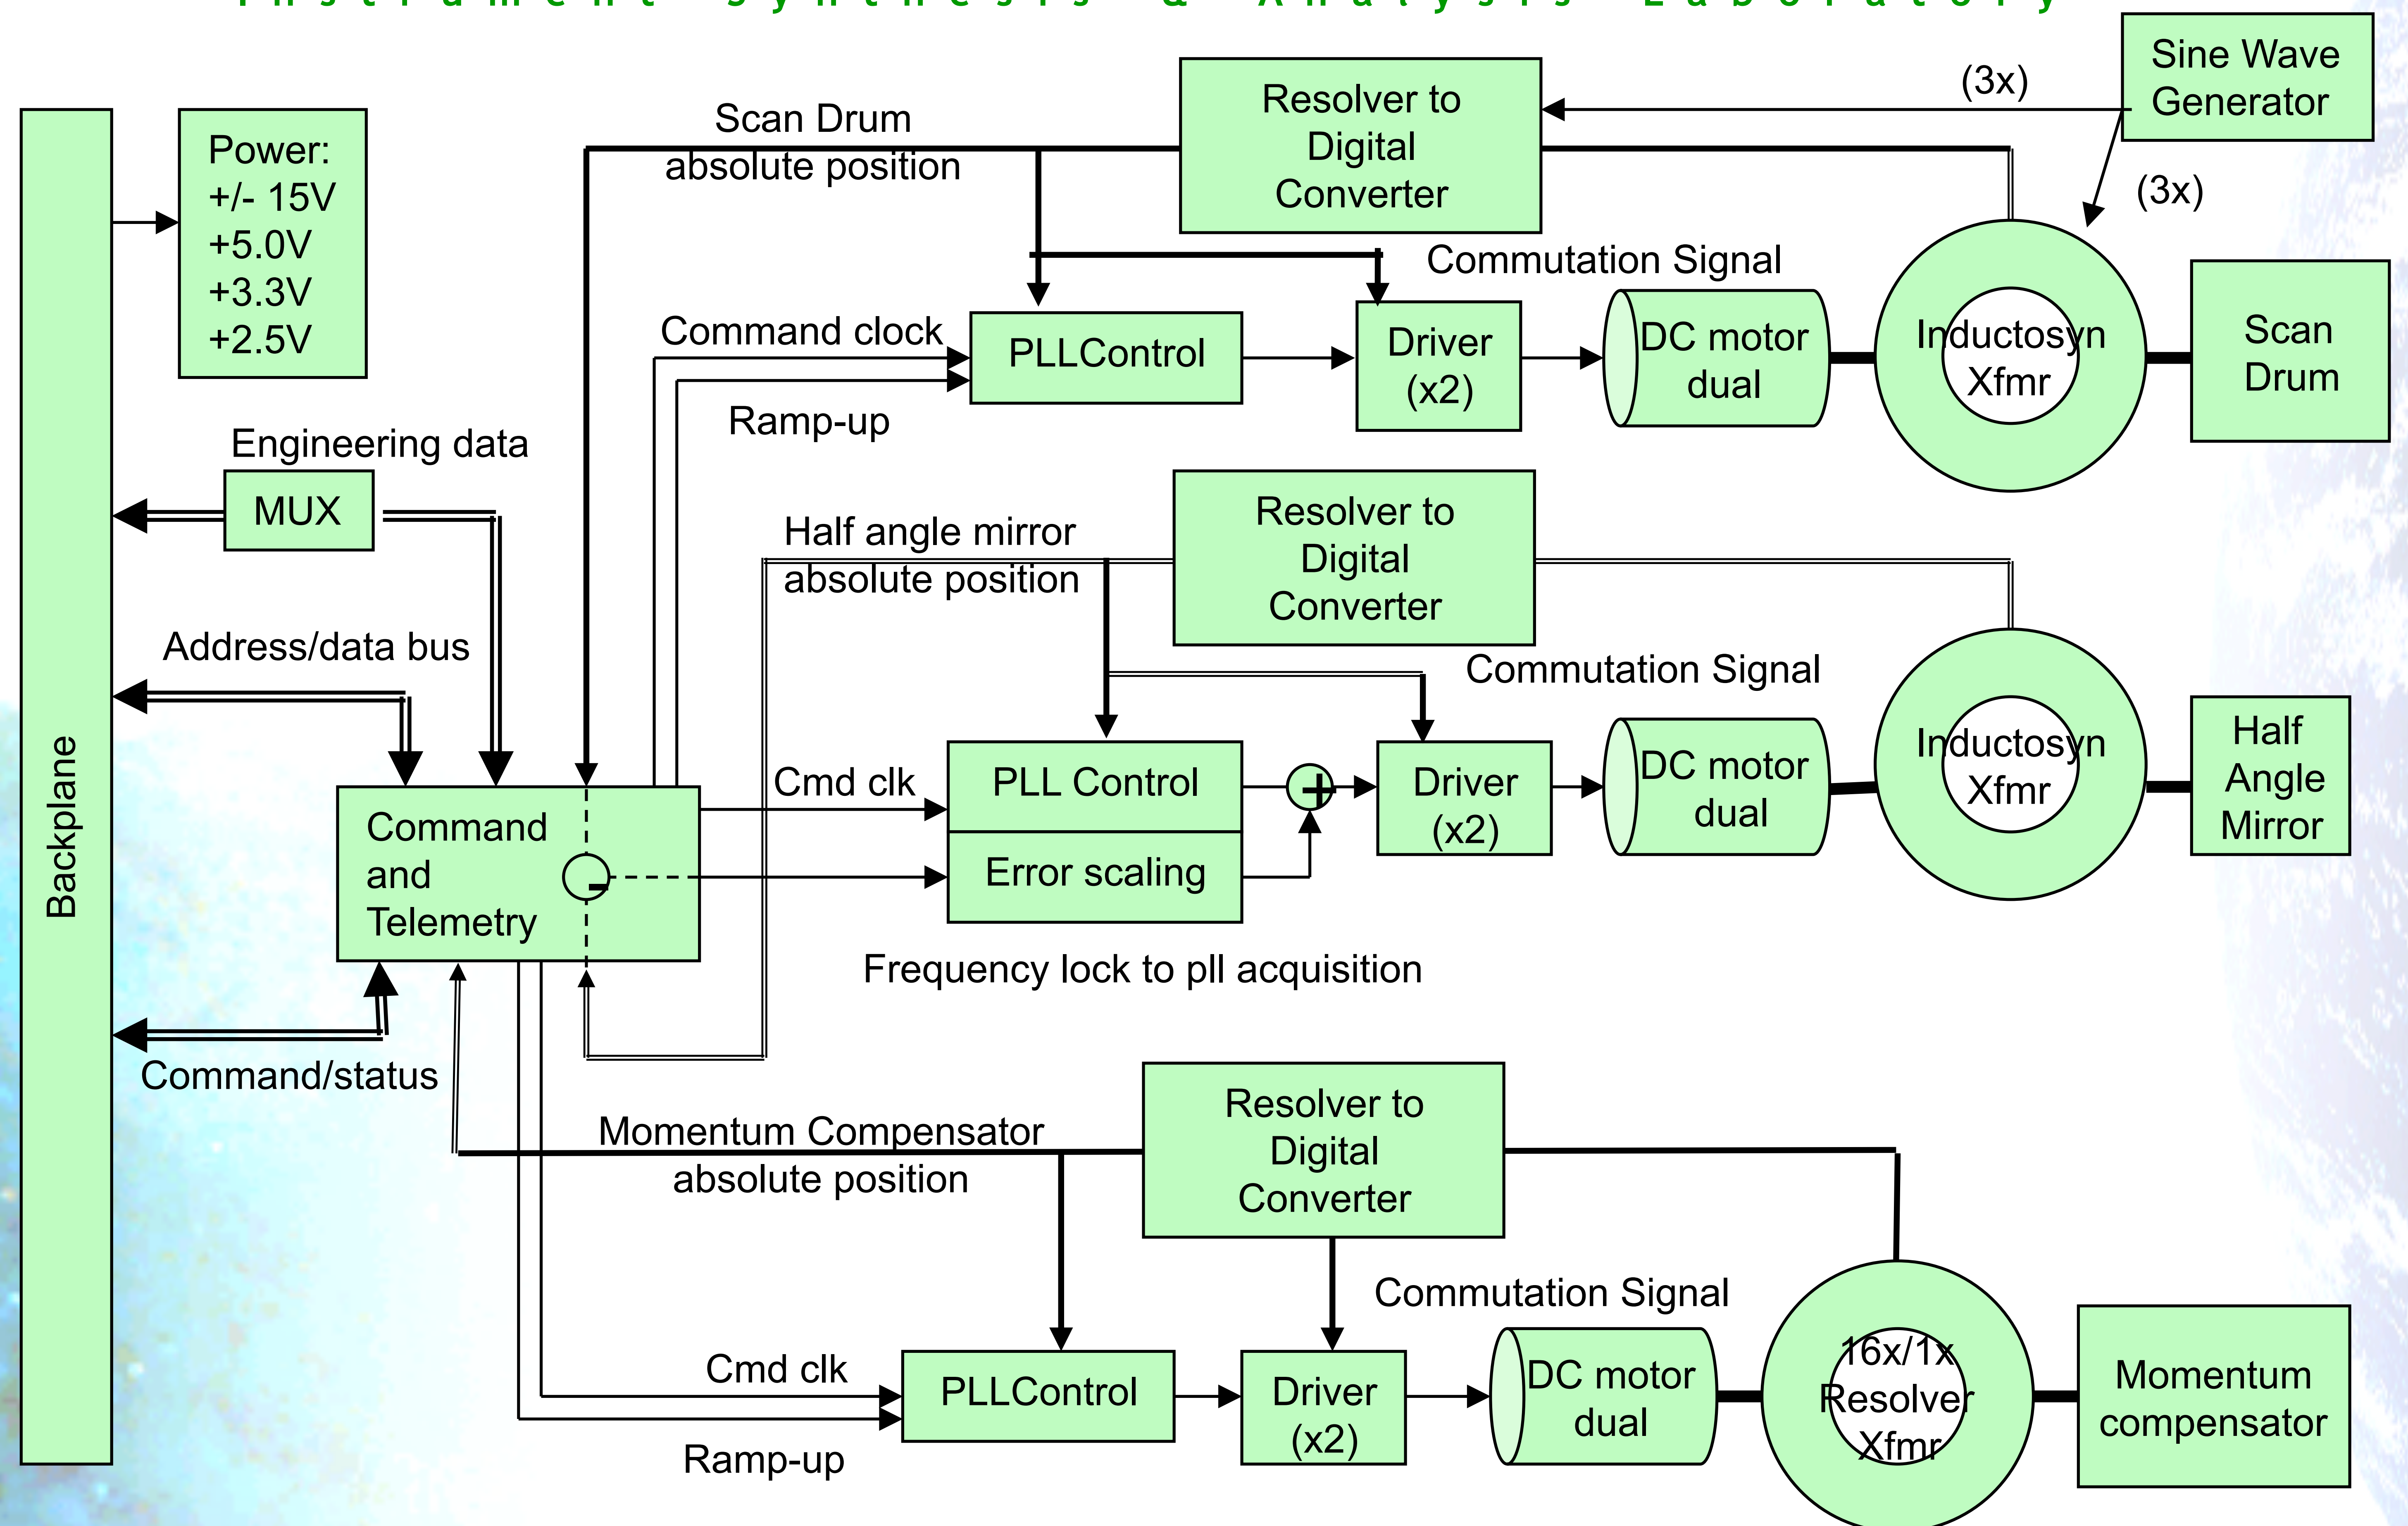 Instrument Synthesis & Analysis Laboratory
Sine Wave
Generator
(3x)
(3x)
Resolver to
Digital
Converter
Scan Drum
absolute position
Power:
+/- 15V
+5.0V
+3.3V
+2.5V
Commutation Signal
Command clock
PLLControl
Driver
(x2)
DC motor
dual
Inductosyn
Xfmr
Scan
Drum
Ramp-up
Engineering data
MUX
Half angle mirror
absolute position
Resolver to
Digital
Converter
Address/data bus
Commutation Signal
Backplane
Command
and
Telemetry
-
Cmd clk
PLL Control
Error scaling
+
Driver
(x2)
DC motor
dual
Inductosyn
Xfmr
Half
Angle
Mirror
Frequency lock to pll acquisition
Command/status
Momentum Compensator
absolute position
Resolver to
Digital
Converter
Commutation Signal
Cmd clk
PLLControl
Driver
(x2)
DC motor
dual
16x/1x
Resolver
Xfmr
Momentum
compensator
Ramp-up